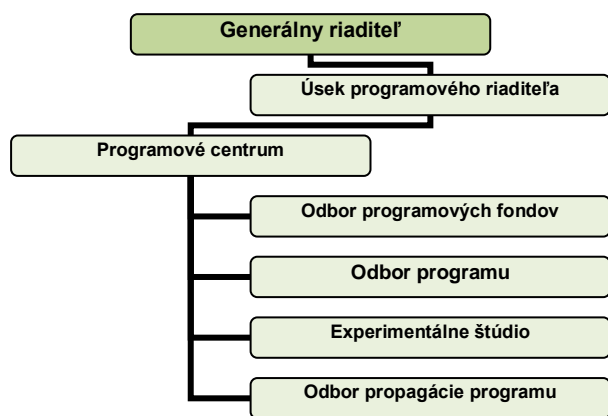 Generálny riaditeľ
Úsek programového riaditeľa
Programové centrum
Odbor programových fondov
Odbor programu
Experimentálne štúdio
Odbor propagácie programu